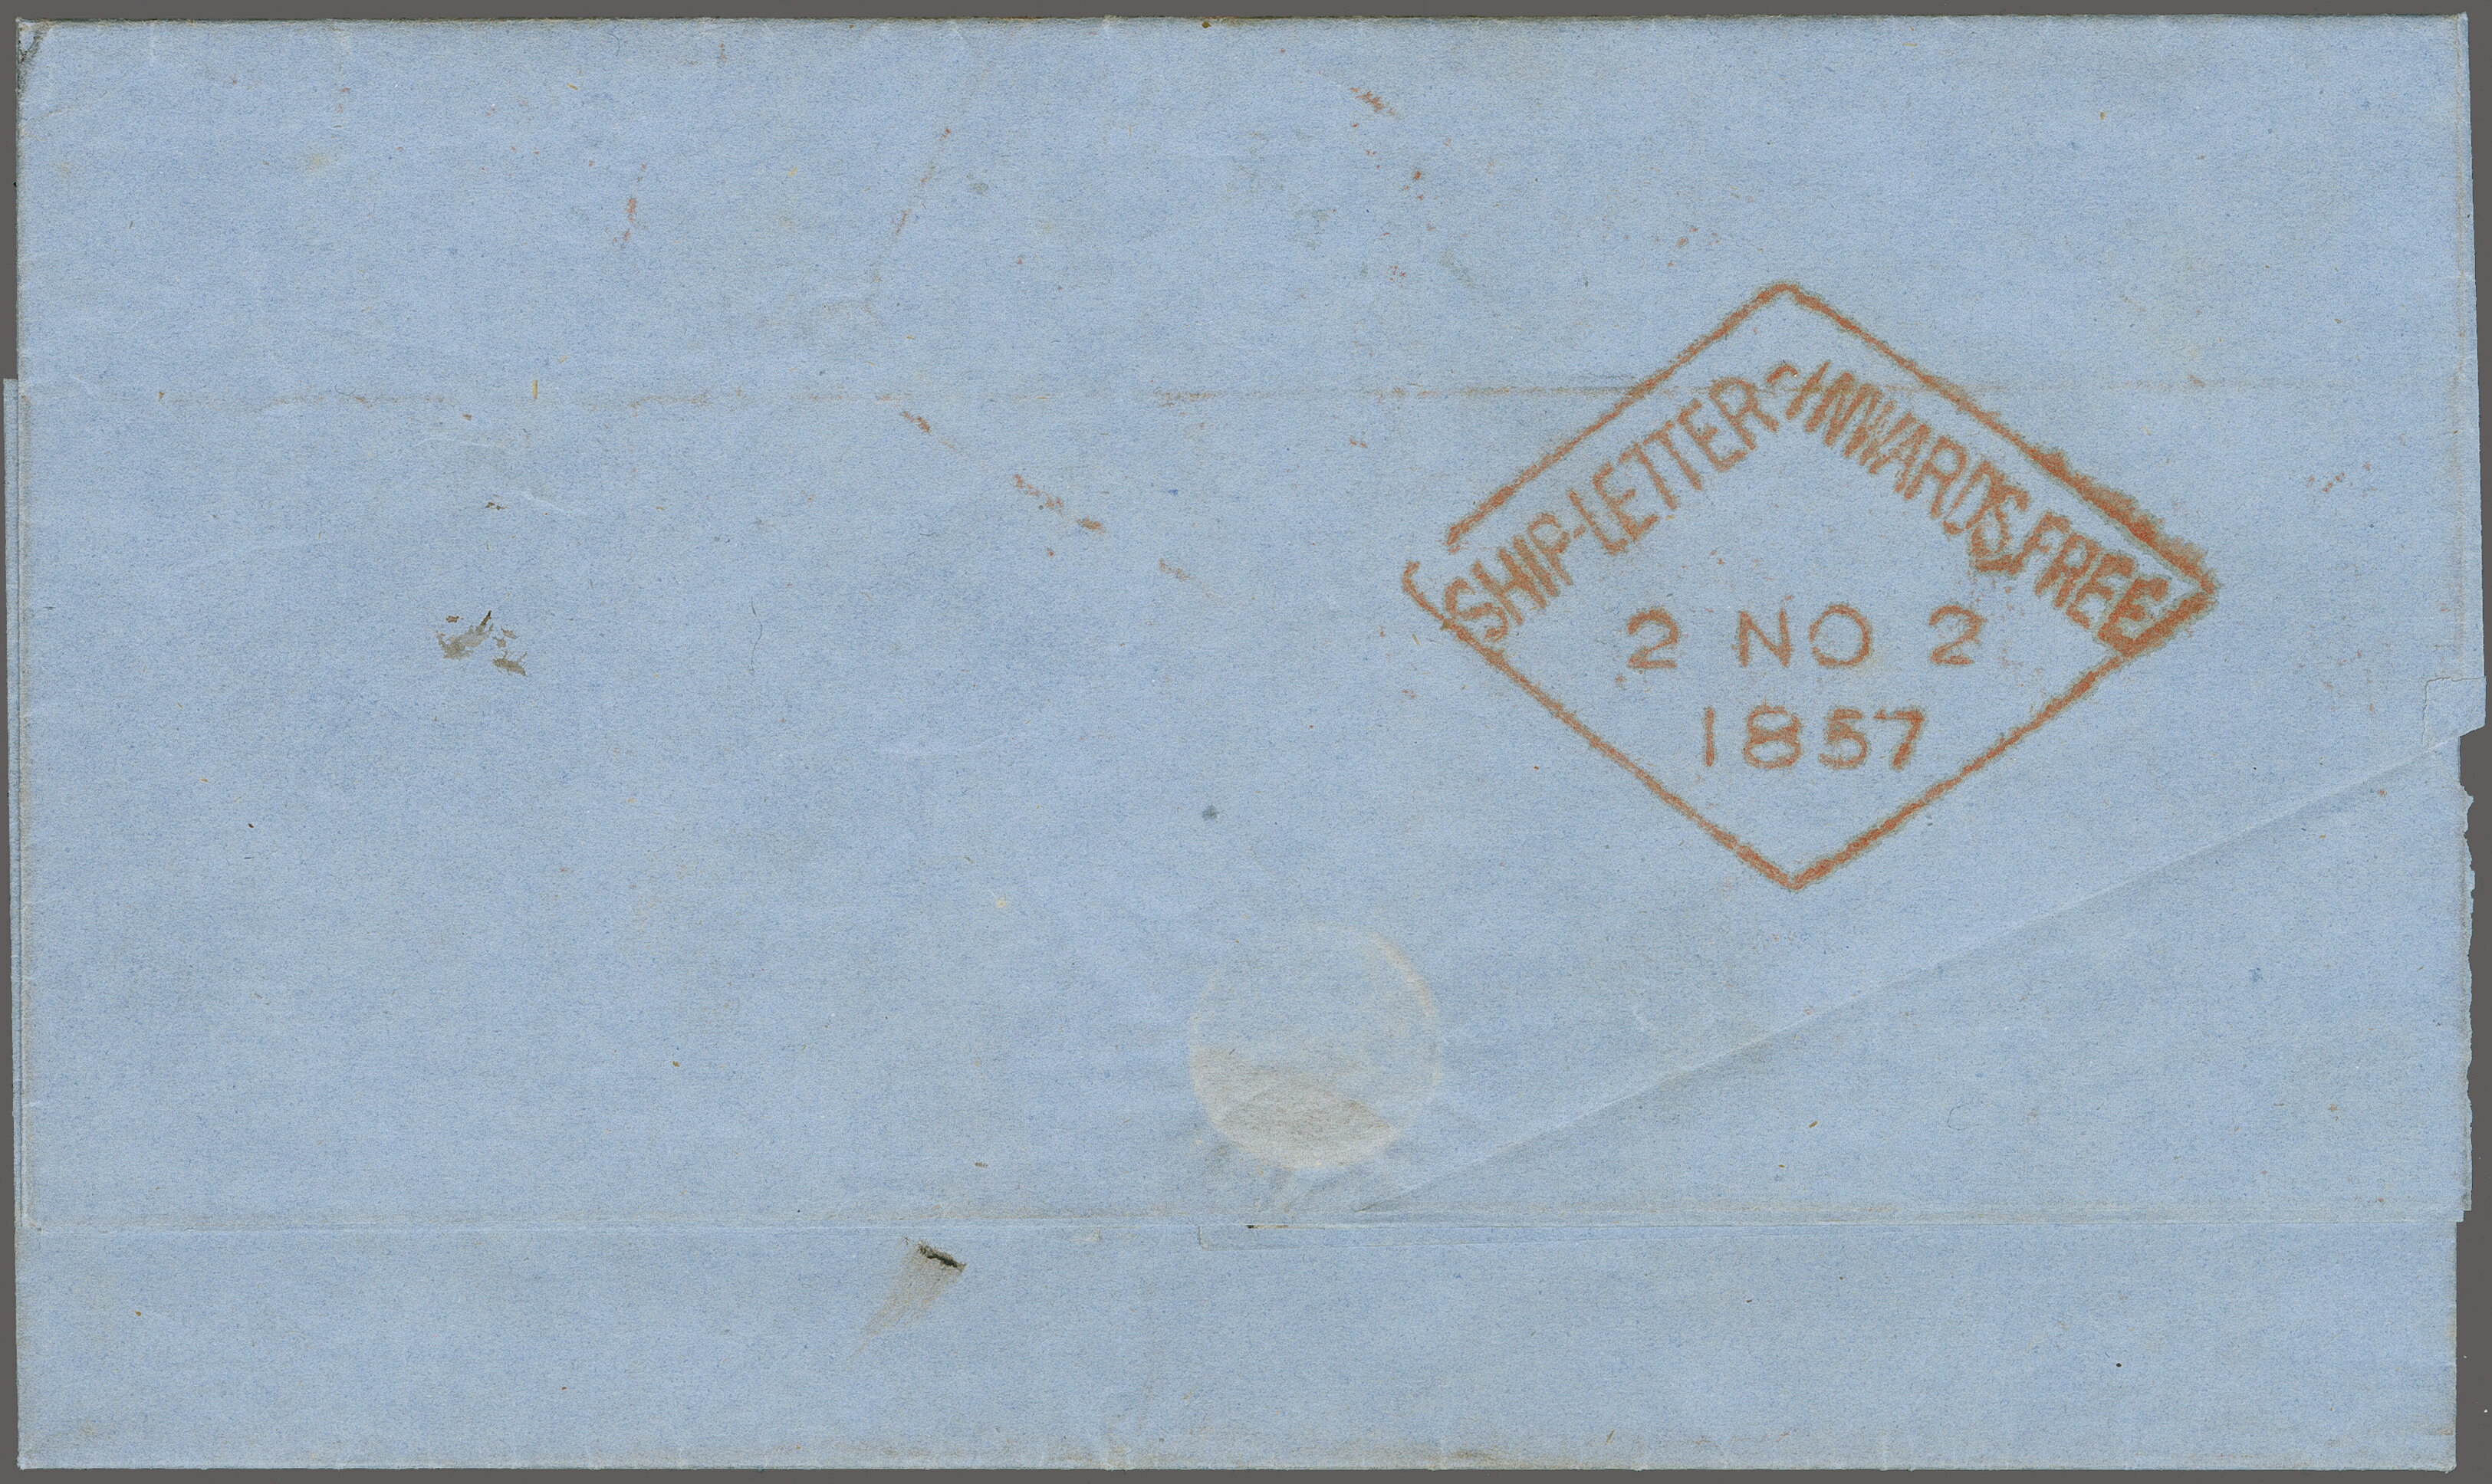 SHIP-LETTER-INWARDS, FREE
2 NO 2
1857